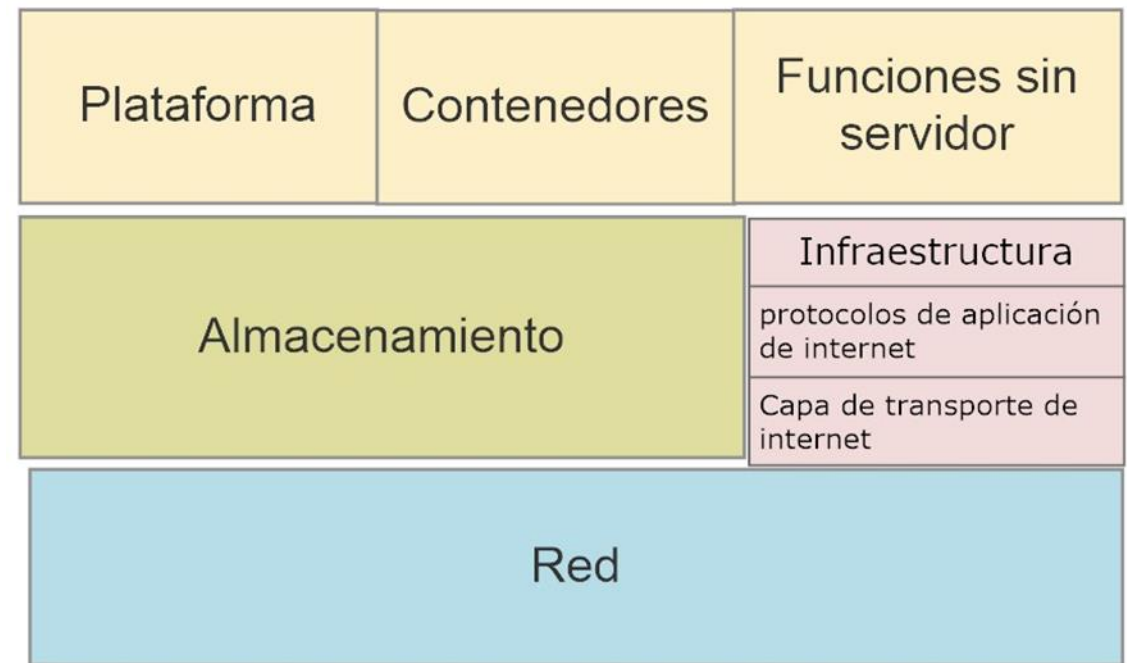 Plataforma
Contenedores
Funciones sin
servidor
Almacenamiento
Infraestructura
protocolos de aplicación
de internet
Capa de transporte de
internet
Red